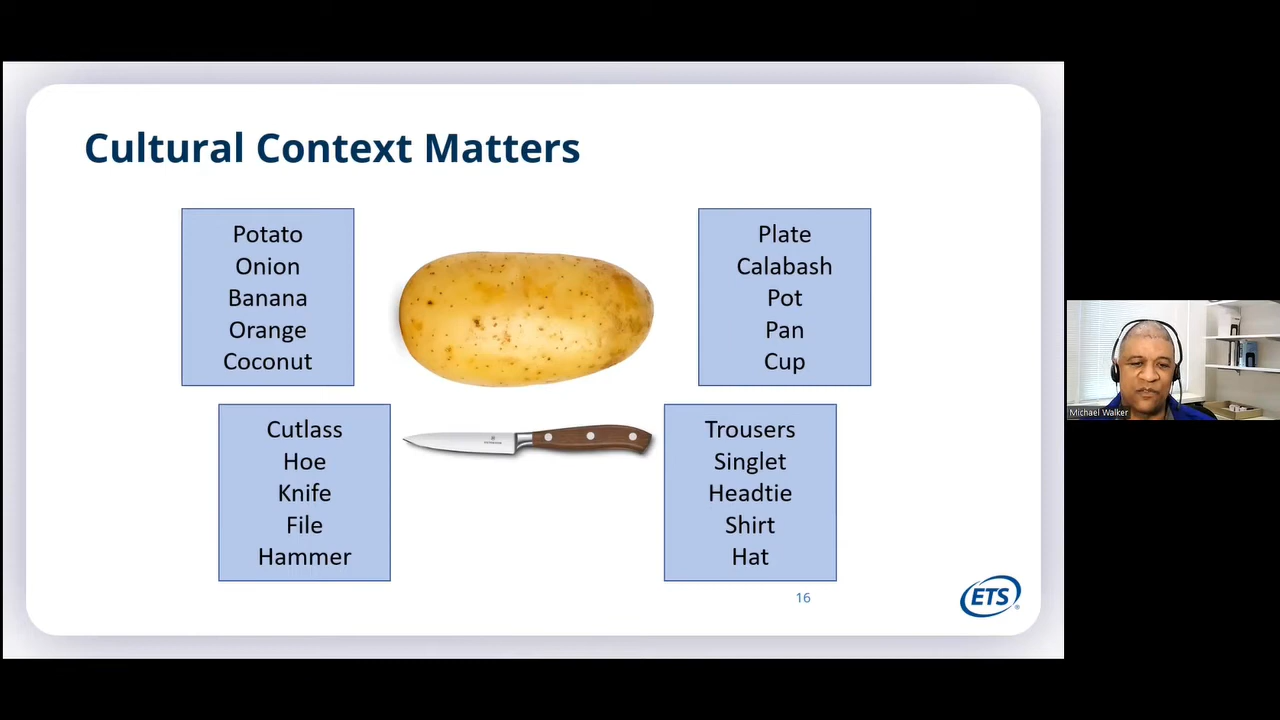 Cultural Context Matters
Potato
Onion
Banana
Orange
Coconut
Plate
Calabash
Pot
Pan
Cup
Cutlass
Hoe
Knife
File
Hammer
Trousers
Singlet
Headtie
Shirt
Hat
16
ETS
Michael Walker